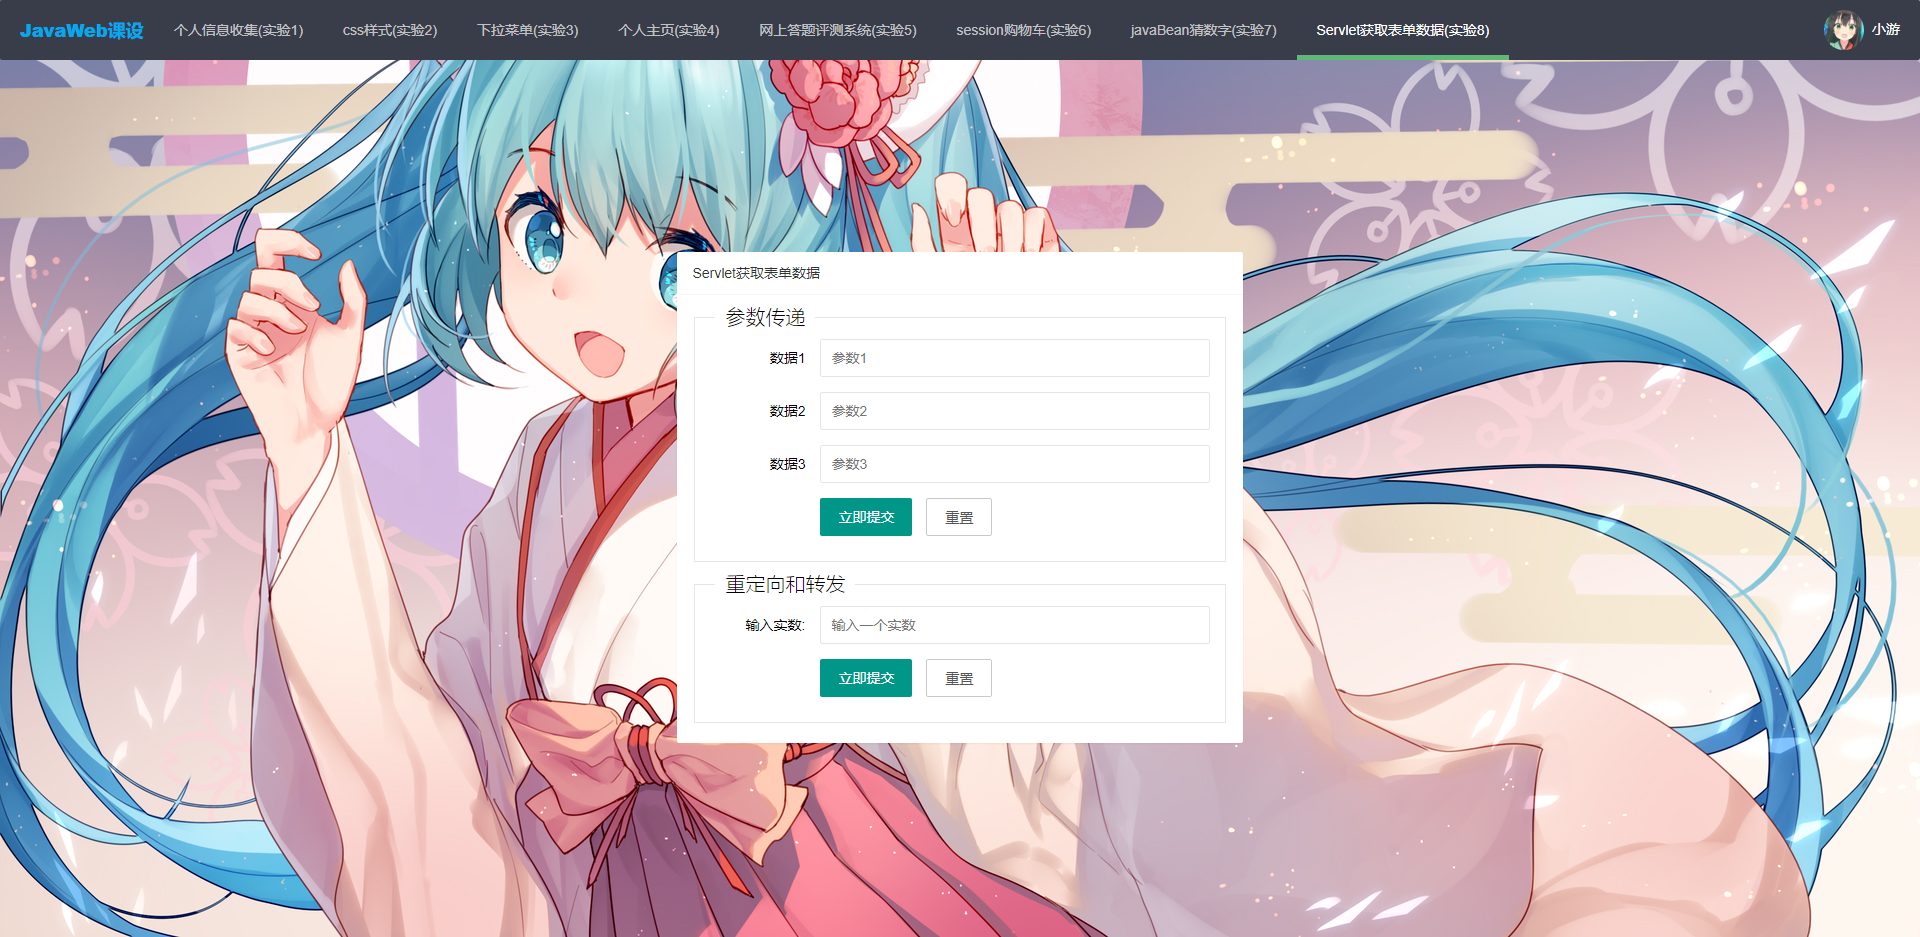 JavaWeb课设 个人信息收集(实验1) css样式(实验2) 下拉菜单(实验3) 个人主页(实验4) 网上答题评测系统(实验5) session购物车(实验6) javaBean猜数字(实验7) Servlet获取表单数据(实验8) 小游
Servlet获取表单数据
参数传递
数据1 参数1
数据2 参数2
数据3 参数3
立即提交 重置
重定向和转发
输入实数: 输入一个实数
立即提交 重置